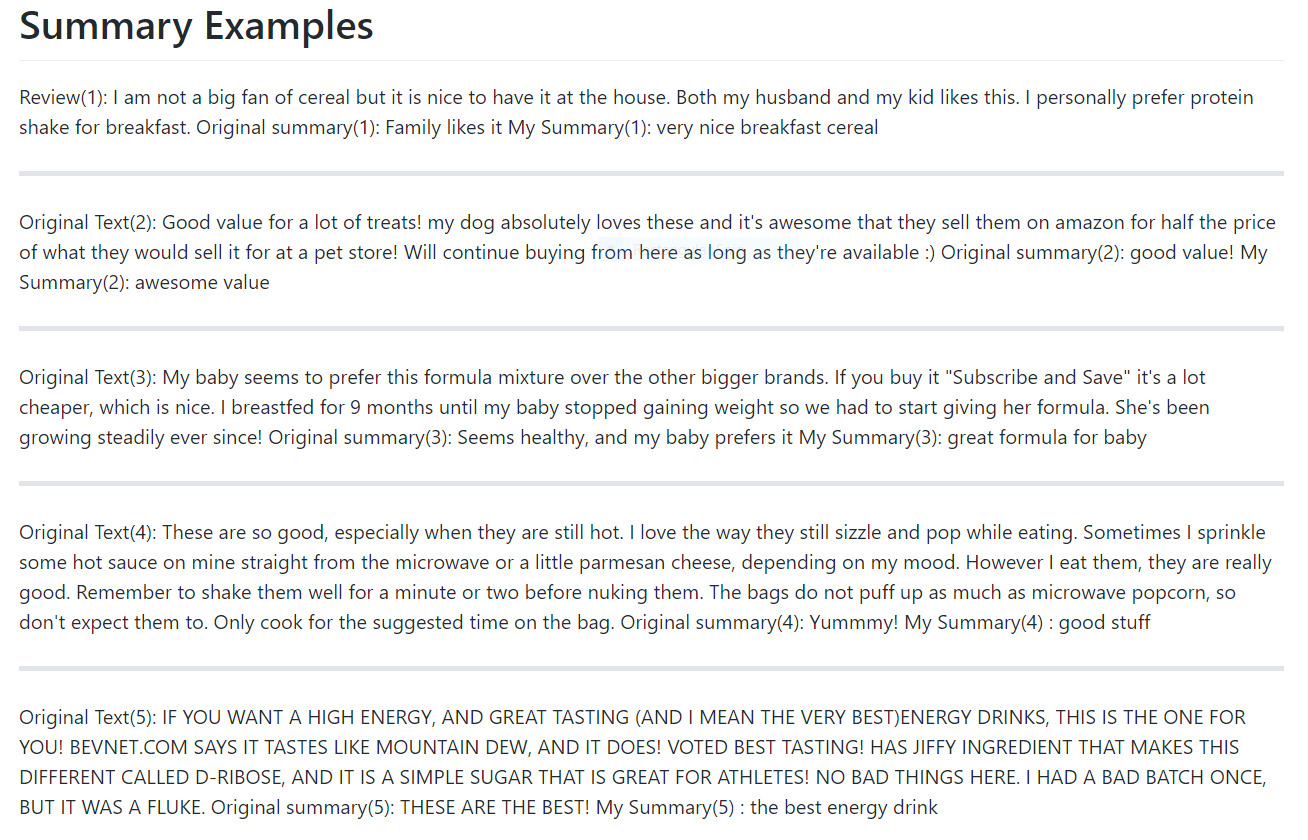 Summary Examples
Review(1): I am not a big fan of cereal but it is nice to have it at the house. Both my husband and my kid likes this. I personally prefer protein
shake for breakfast. Original summary(1): Family likes it My Summary(1): very nice breakfast cereal
Original Text(2): Good value for a lot of treats! my dog absolutely loves these and it's awesome that they sell them on amazon for half the price
of what they would sell it for at a pet store! Will continue buying from here as long as they're available :) Original summary(2): good value! My
Summary(2): awesome value
Original Text(3): My baby seems to prefer this formula mixture over the other bigger brands. If you buy it "Subscribe and Save" it's a lot
cheaper, which is nice. I breastfed for 9 months until my baby stopped gaining weight so we had to start giving her formula. She's been
growing steadily ever since! Original summary(3): Seems healthy, and my baby prefers it My Summary(3): great formula for baby
Original Text(4): These are so good, especially when they are still hot. I love the way they still sizzle and pop while eating. Sometimes I sprinkle
some hot sauce on mine straight from the microwave or a little parmesan cheese, depending on my mood. However I eat them, they are really
good. Remember to shake them well for a minute or two before nuking them. The bags do not puff up as much as microwave popcorn, so
don't expect them to. Only cook for the suggested time on the bag. Original summary(4): Yummmy! My Summary(4) : good stuff
Original Text(5): IF YOU WANT A HIGH ENERGY, AND GREAT TASTING (AND I MEAN THE VERY BEST)ENERGY DRINKS, THIS IS THE ONE FOR
YOU! BEVNET.COM SAYS IT TASTES LIKE MOUNTAIN DEW, AND IT DOES! VOTED BEST TASTING! HAS JIFFY INGREDIENT THAT MAKES THIS
DIFFERENT CALLED D-RIBOSE, AND IT IS A SIMPLE SUGAR THAT IS GREAT FOR ATHLETES! NO BAD THINGS HERE. I HAD A BAD BATCH ONCE,
BUT IT WAS A FLUKE. Original summary(5): THESE ARE THE BEST! My Summary(5) : the best energy drink